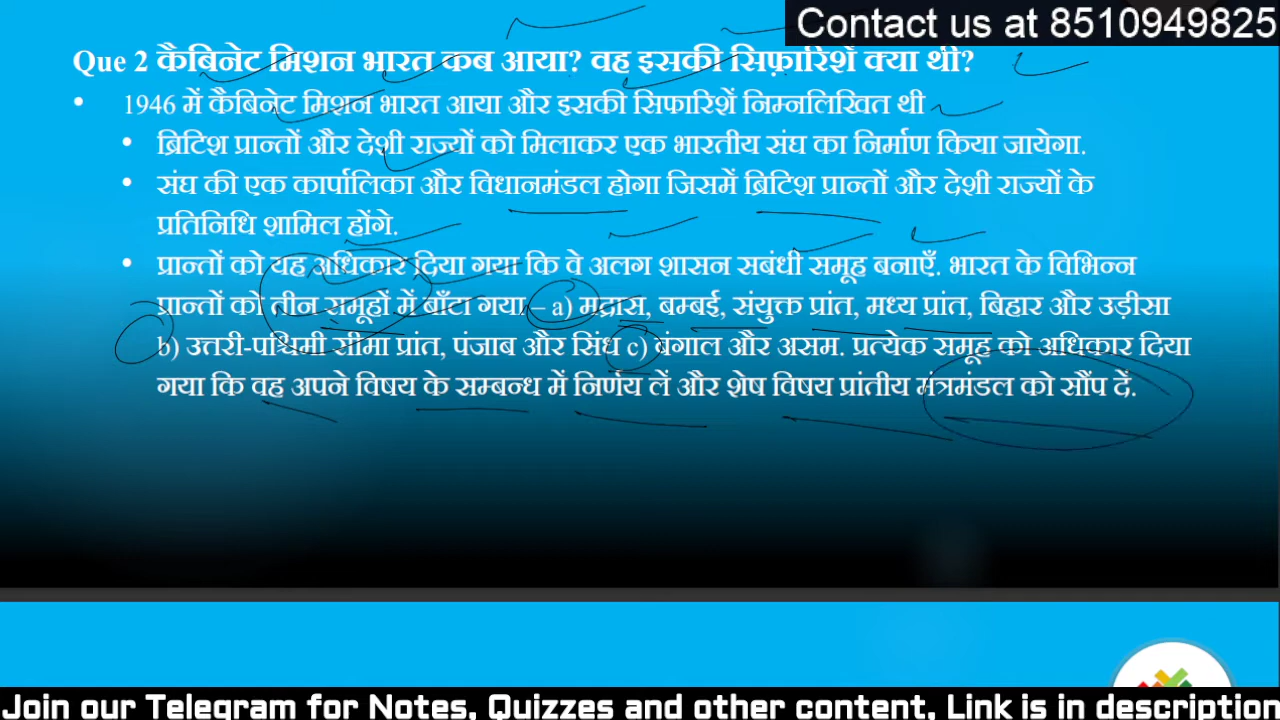 Contact us at 8510949825
Que 2 कैबिनेट मिशन भारत कब आया? वह इसकी सिफ़ारिशें क्या थी?
• 1946 में कैबिनेट मिशन भारत आया और इसकी सिफारिशें निम्नलिखित थी
• ब्रिटिश प्रान्तों और देशी राज्यों को मिलाकर एक भारतीय संघ का निर्माण किया जायेगा.
• संघ की एक कार्पालिका और विधानमंडल होगा जिसमें ब्रिटिश प्रान्तों और देशी राज्यों के
प्रतिनिधि शामिल होंगे.
• प्रान्तों को यह अधिकार दिया गया कि वे अलग शासन सबंधी समूह बनाएँ. भारत के विभिन्न
प्रान्तों को तीन समूहों में बाँटा गया – a) मद्रास, बम्बई, संयुक्त प्रांत, मध्य प्रांत, बिहार और उड़ीसा
b) उत्तरी-पश्चिमी सीमा प्रांत, पंजाब और सिंध c) बंगाल और असम. प्रत्येक समूह को अधिकार दिया
गया कि वह अपने विषय के सम्बन्ध में निर्णय लें और शेष विषय प्रांतीय मंत्रमंडल को सौंप दें.
Join our Telegram for Notes, Quizzes and other content, Link is in description